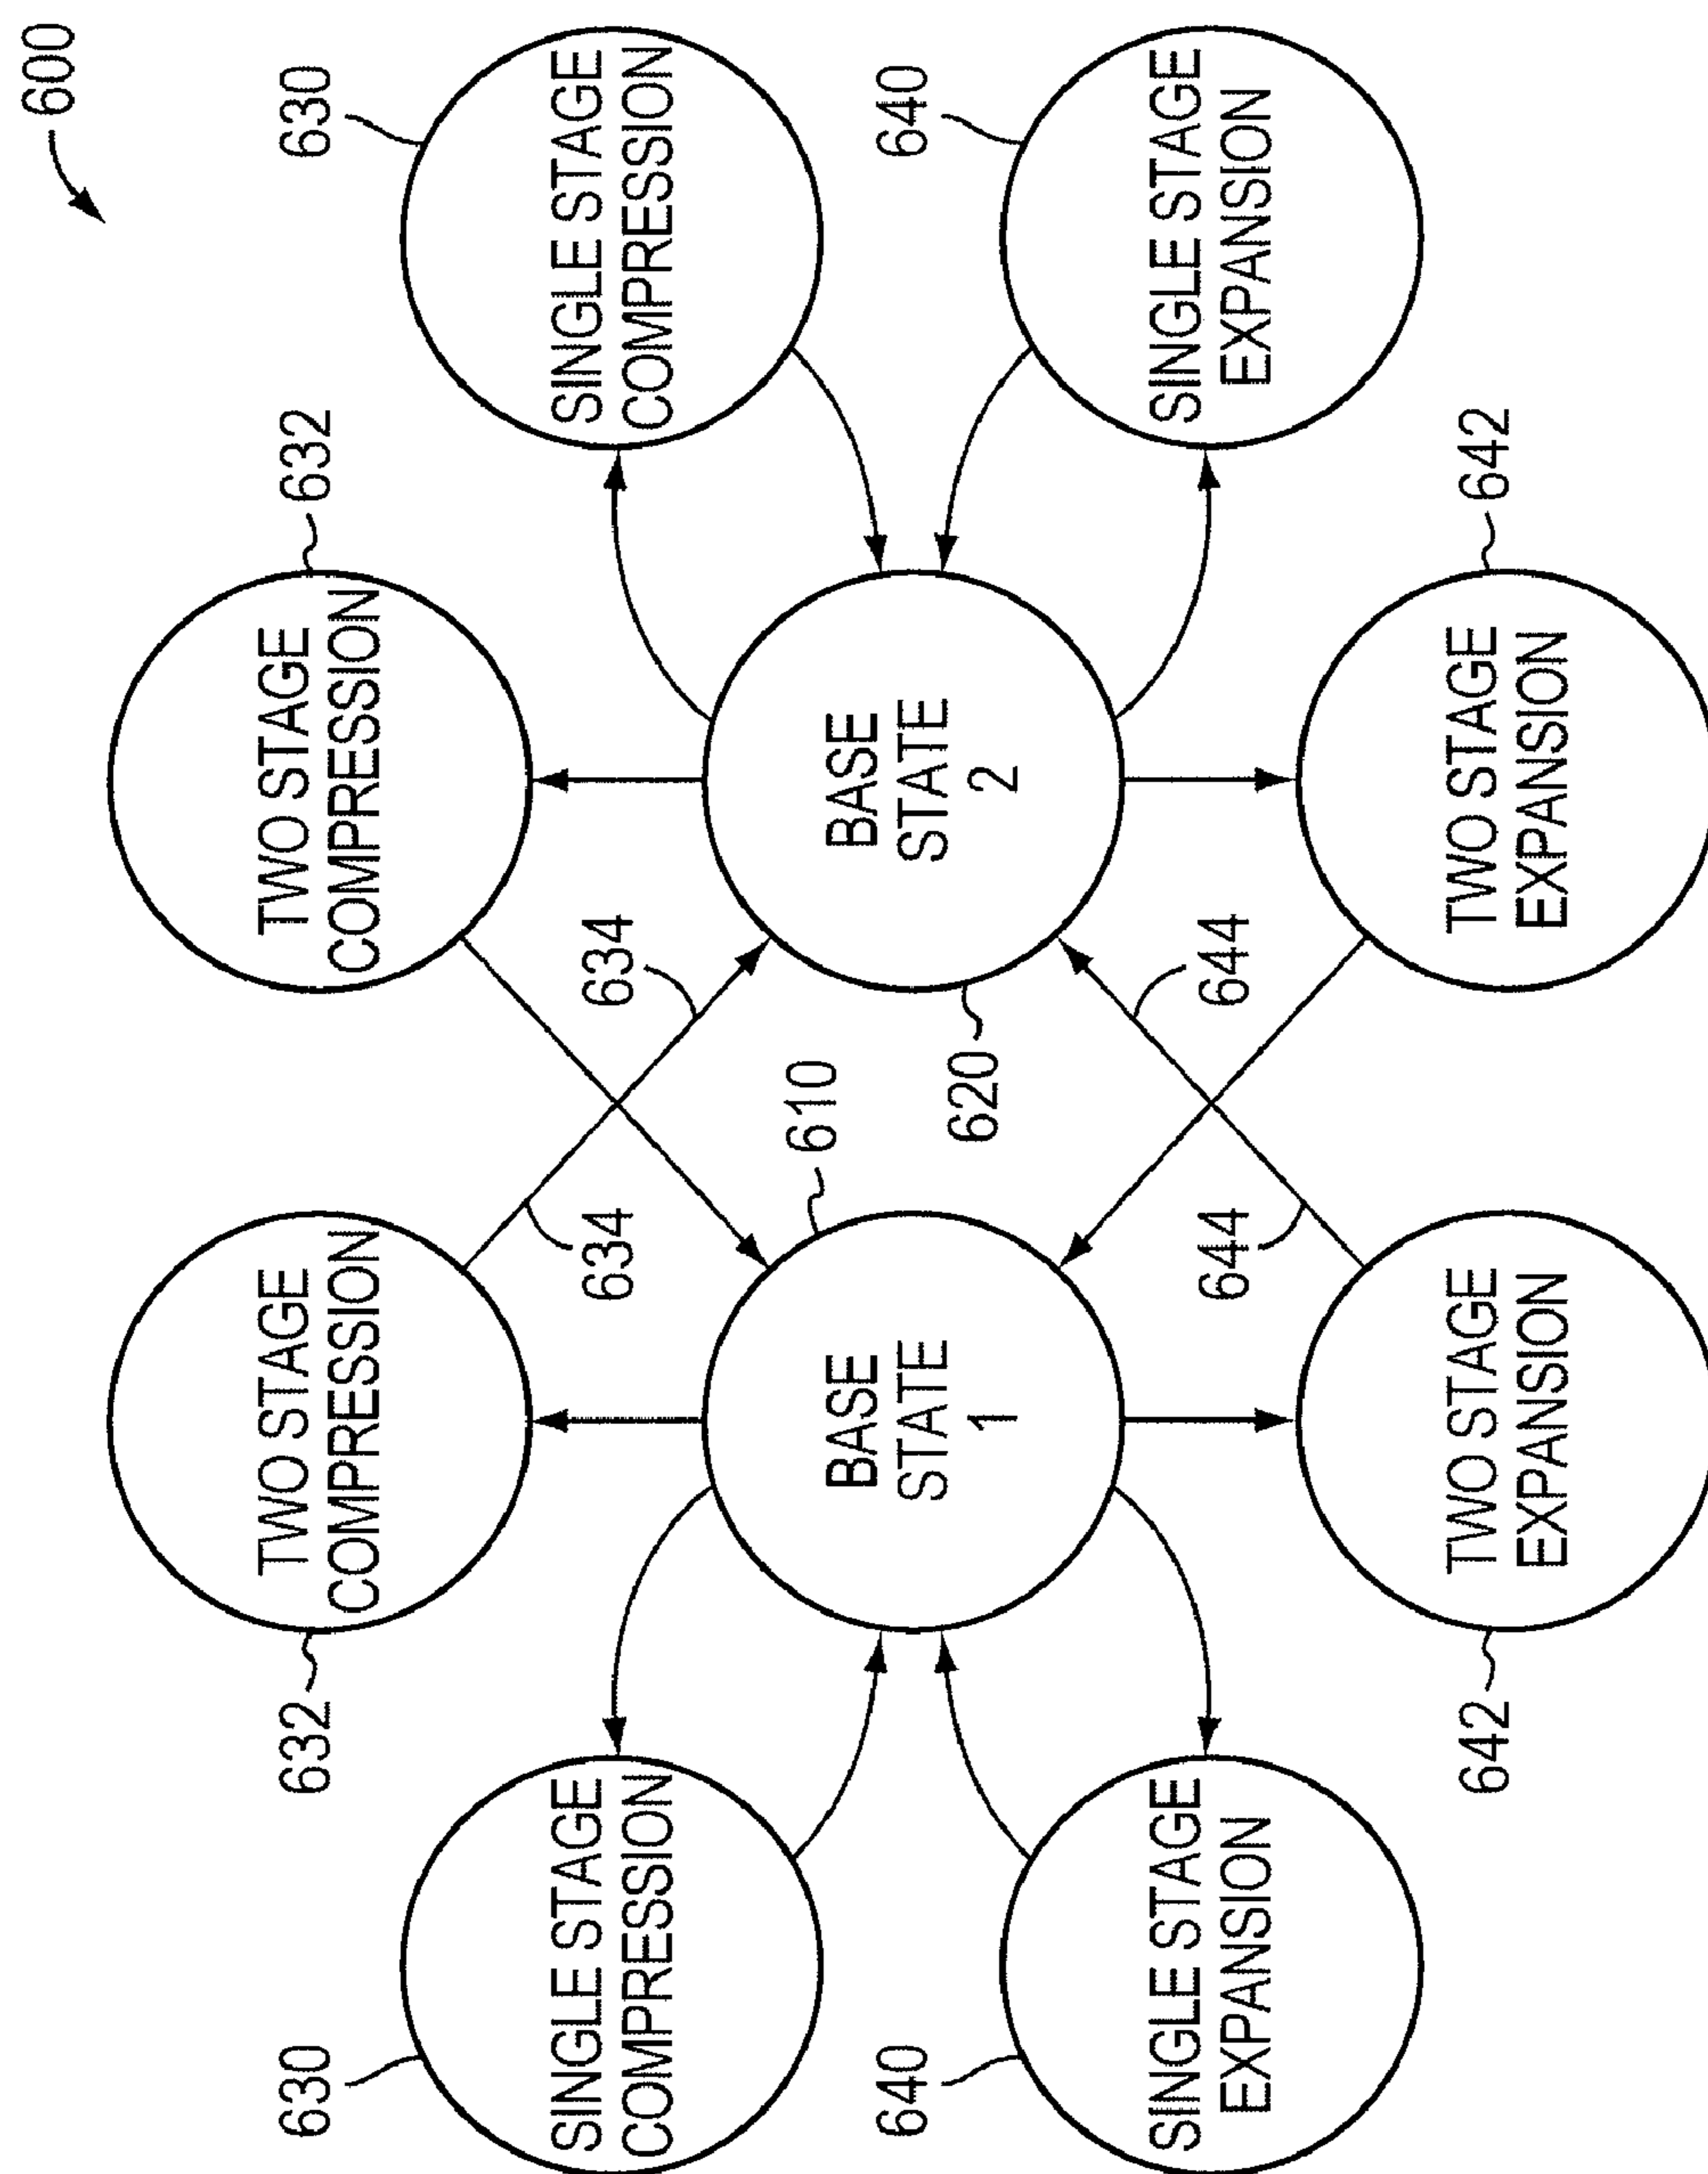 600
630
632
TWO STAGE
COMPRESSION
TWO STAGE
COMPRESSION
632
630
SINGLE STAGE
COMPRESSION
634
634
SINGLE STAGE
COMPRESSION
610
BASE
STATE
1
BASE
STATE
2
640
620
640
SINGLE STAGE
EXPANSION
644
644
SINGLE STAGE
EXPANSION
642
TWO STAGE
EXPANSION
TWO STAGE
EXPANSION
642